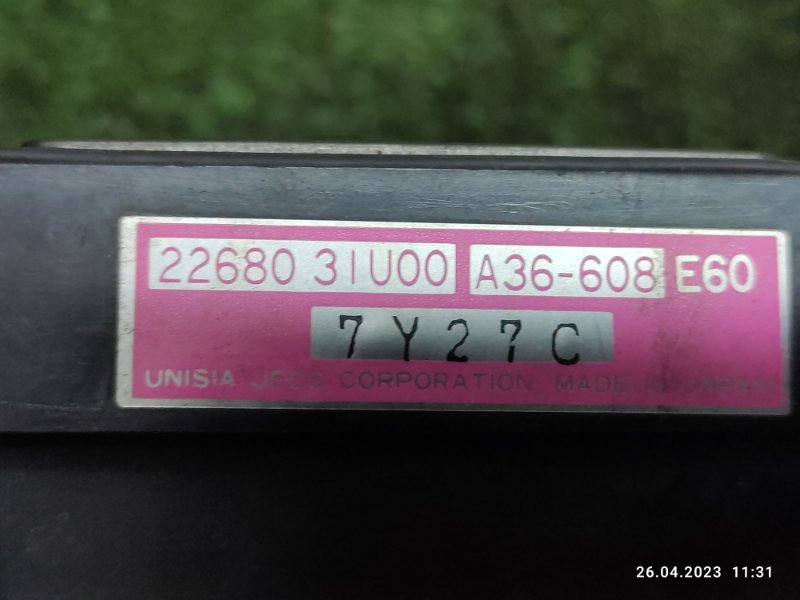 22680 31U00 A36-608 E60
7Y27C
UNISIA JECS CORPORATION MADE IN JAPAN
26.04.2023 11:31